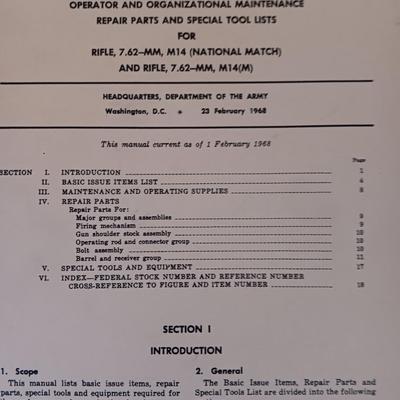 OPERATOR AND ORGANIZATIONAL MAINTENANCE
REPAIR PARTS AND SPECIAL TOOL LISTS
FOR
RIFLE, 7.62–MM, M14 (NATIONAL MATCH)
AND RIFLE, 7.62–MM, M14(M)
HEADQUARTERS, DEPARTMENT OF THE ARMY
Washington, D.C. • 23 February 1968
This manual current as of 1 February 1968
Page
SECTION I. INTRODUCTION 1
II. BASIC ISSUE ITEMS LIST 4
III. MAINTENANCE AND OPERATING SUPPLIES 8
IV. REPAIR PARTS
Repair Parts For:
Major groups and assemblies 9
Firing mechanism 9
Gun shoulder stock assembly 10
Operating rod and connector group 10
Bolt assembly 10
Barrel and receiver group 11
V. SPECIAL TOOLS AND EQUIPMENT 17
VI. INDEX—FEDERAL STOCK NUMBER AND REFERENCE NUMBER
CROSS-REFERENCE TO FIGURE AND ITEM NUMBER 18
SECTION I
INTRODUCTION
1. Scope
This manual lists basic issue items, repair
parts, special tools and equipment required for
2. General
The Basic Issue Items, Repair Parts and
Special Tools List are divided into the following